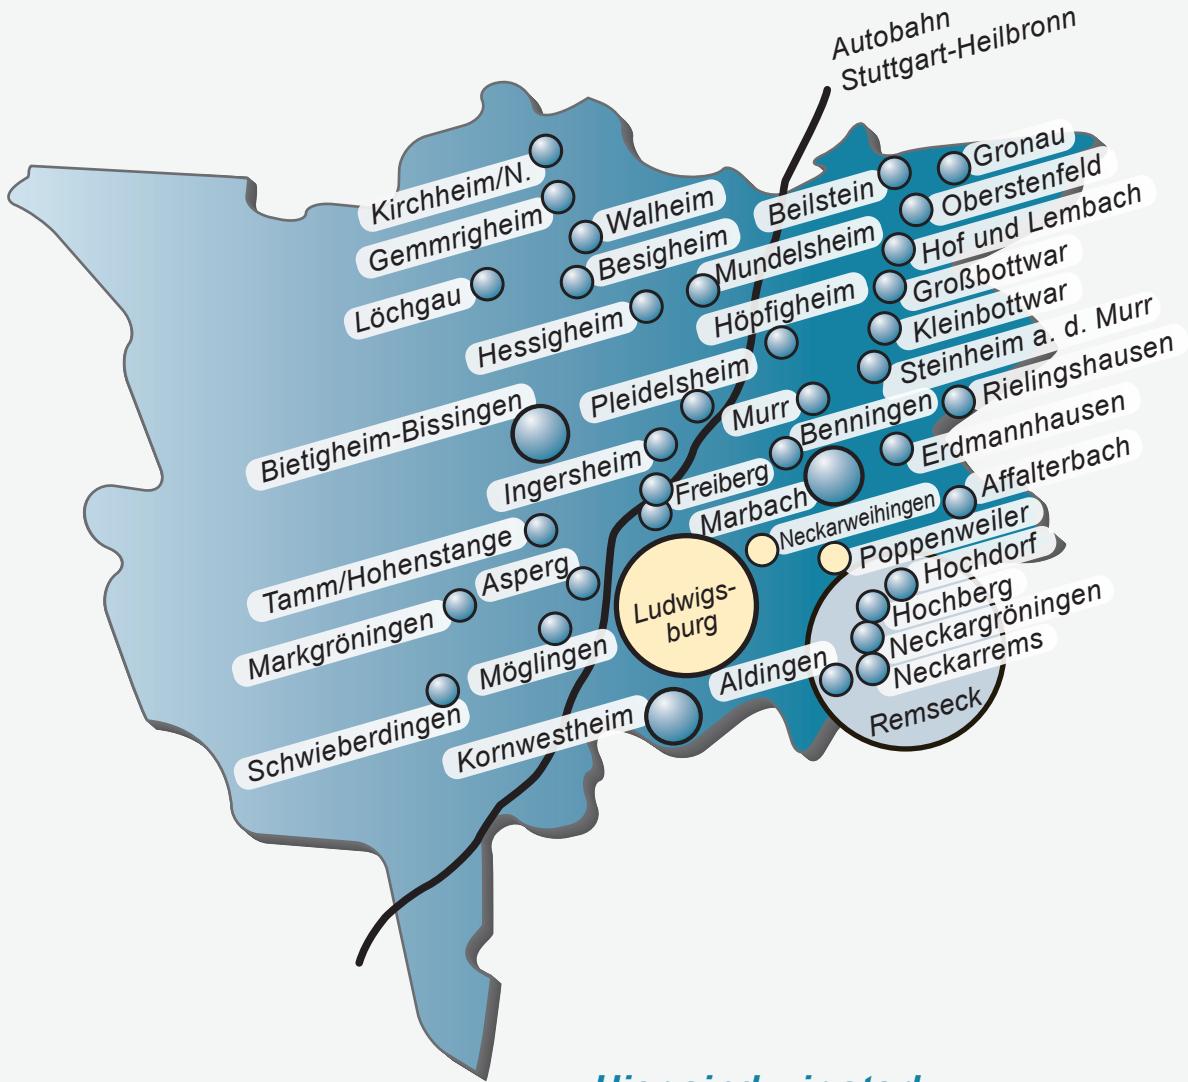 Autobahn
Stuttgart-Heilbronn
Gronau
Kirchheim/N.
Beilstein
Oberstenfeld
Gemmrigheim
Walheim
Hof und Lembach
Besigheim
Mundelsheim
Großbottwar
Löchgau
Höpfigheim
Kleinbottwar
Hessigheim
Steinheim a. d. Murr
Pleidelsheim
Rielingshausen
Murr
Benningen
Bietigheim-Bissingen
Erdmannhausen
Ingersheim
Freiberg
Affalterbach
Marbach
Neckarweihingen
Poppenweiler
Tamm/Hohenstange
Asperg
Hochdorf
Ludwigs-
burg
Hochberg
Markgröningen
Neckargröningen
Möglingen
Aldingen
Neckarrems
Remseck
Schwieberdingen
Kornwestheim